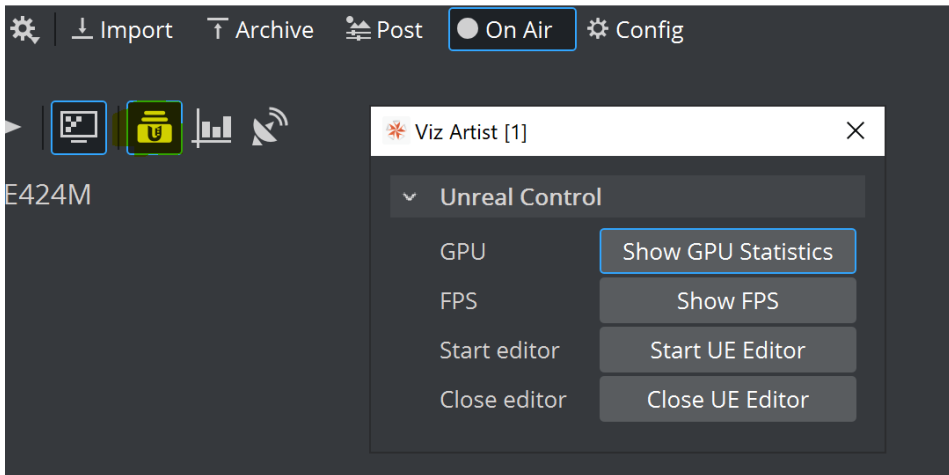 Import Archive Post On Air Config
Viz Artist [1]
E424M
Unreal Control
GPU Show GPU Statistics
FPS Show FPS
Start editor Start UE Editor
Close editor Close UE Editor